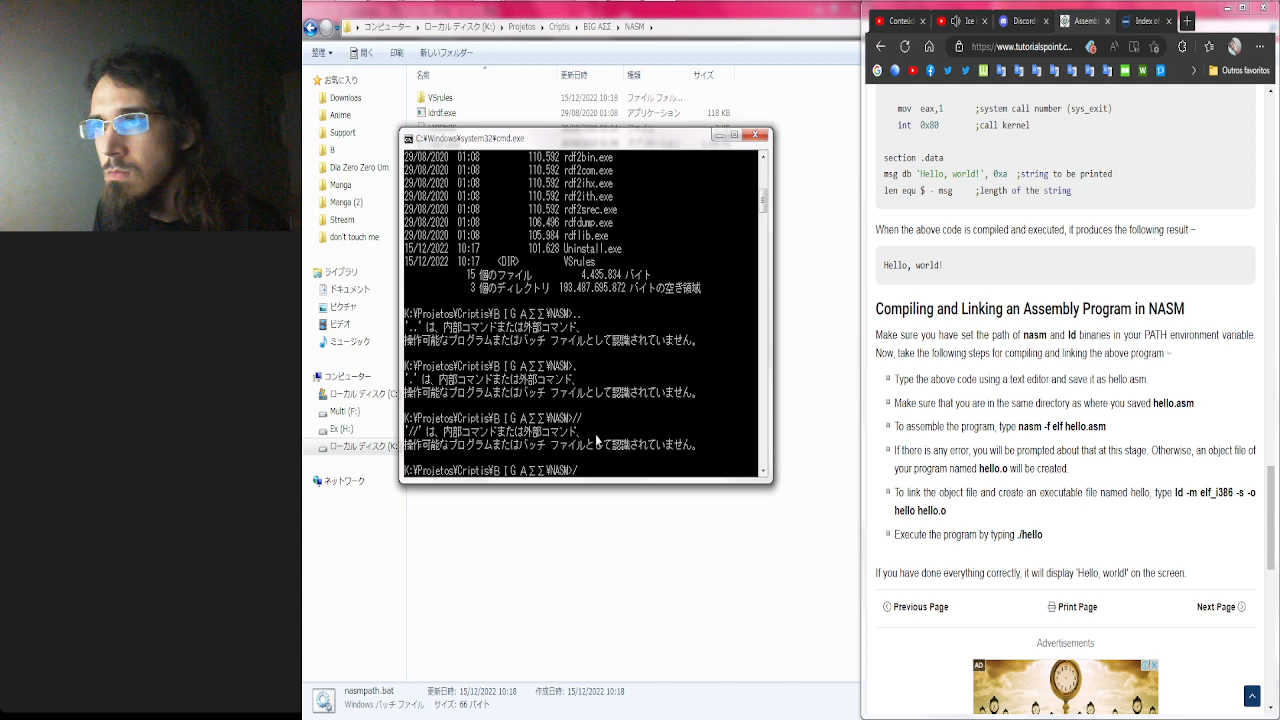 コンピューター ▸ ローカル ディスク (K:) ▸ Projetos ▸ Criptis ▸ BIG ΑΣΣ ▸ NASM ▸
整理 ▾ 開く 印刷 新しいフォルダー
お気に入り
Downloas
Anime
Support
B
Dia Zero Zero Um
Manga
Manga (2)
Stream
don't touch me
ライブラリ
ドキュメント
ピクチャ
ビデオ
ミュージック
コンピューター
ローカル ディスク (C:
Multi (F:)
Ex (H:)
ローカル ディスク (K:
ネットワーク
名前 更新日時 種類 サイズ
VSrules 15/12/2022 10:18 ファイル フォル...
ldrdf.exe 29/08/2020 01:08 アプリケーション 118 KB
C:¥Windows¥system32¥cmd.exe
29/08/2020 01:08 110.592 rdf2bin.exe
29/08/2020 01:08 110.592 rdf2com.exe
29/08/2020 01:08 110.592 rdf2ihx.exe
29/08/2020 01:08 110.592 rdf2ith.exe
29/08/2020 01:08 110.592 rdf2srec.exe
29/08/2020 01:08 106.496 rdfdump.exe
29/08/2020 01:08 105.984 rdflib.exe
15/12/2022 10:17 101.628 Uninstall.exe
15/12/2022 10:17 <DIR> VSrules
15 個のファイル 4.435.834 バイト
3 個のディレクトリ 193.487.695.872 バイトの空き領域
K:¥Projetos¥Criptis¥ＢＩＧ ΑΣΣ¥NASM>..
'..' は、内部コマンドまたは外部コマンド、
操作可能なプログラムまたはバッチ ファイルとして認識されていません。
K:¥Projetos¥Criptis¥ＢＩＧ ΑΣΣ¥NASM>.
'.' は、内部コマンドまたは外部コマンド、
操作可能なプログラムまたはバッチ ファイルとして認識されていません。
K:¥Projetos¥Criptis¥ＢＩＧ ΑΣΣ¥NASM>//
'//' は、内部コマンドまたは外部コマンド、
操作可能なプログラムまたはバッチ ファイルとして認識されていません。
K:¥Projetos¥Criptis¥ＢＩＧ ΑΣΣ¥NASM>/
nasmpath.bat 更新日時: 15/12/2022 10:18 作成日時: 15/12/2022 10:18
Windows バッチ ファイル サイズ: 66 バイト
Conteúd Ice Discord Assembl Index of
https://www.tutorialspoint.c...
Outros favoritos
mov eax,1 ;system call number (sys_exit)
int 0x80 ;call kernel
section .data
msg db 'Hello, world!', 0xa ;string to be printed
len equ $ - msg ;length of the string
When the above code is compiled and executed, it produces the following result −
Hello, world!
Compiling and Linking an Assembly Program in NASM
Make sure you have set the path of nasm and ld binaries in your PATH environment variable.
Now, take the following steps for compiling and linking the above program −
Type the above code using a text editor and save it as hello.asm.
Make sure that you are in the same directory as where you saved hello.asm.
To assemble the program, type nasm -f elf hello.asm
If there is any error, you will be prompted about that at this stage. Otherwise, an object file of
your program named hello.o will be created.
To link the object file and create an executable file named hello, type ld -m elf_i386 -s -o
hello hello.o
Execute the program by typing ./hello
If you have done everything correctly, it will display 'Hello, world!' on the screen.
Previous Page Print Page Next Page
Advertisements
AD